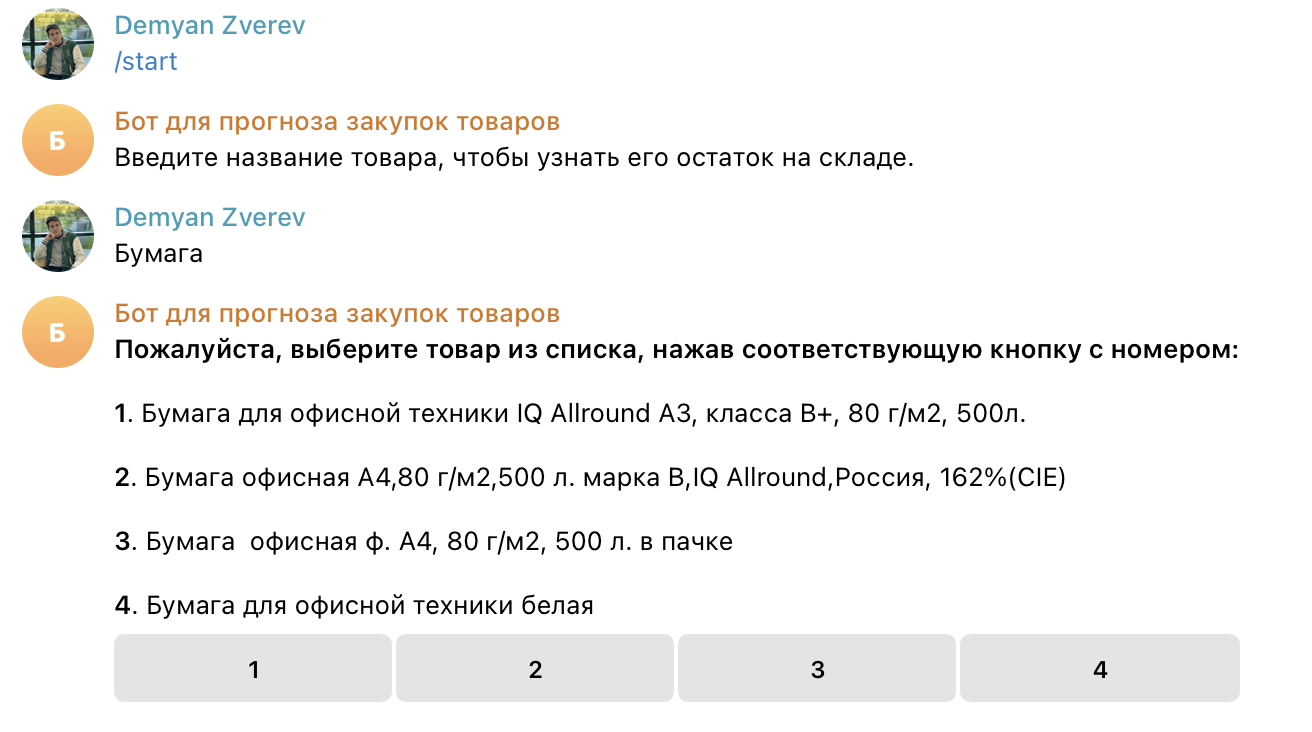 Demyan Zverev
/start
Бот для прогноза закупок товаров
Б
Введите название товара, чтобы узнать его остаток на складе.
Demyan Zverev
Бумага
Бот для прогноза закупок товаров
Б
Пожалуйста, выберите товар из списка, нажав соответствующую кнопку с номером:
1. Бумага для офисной техники IQ Allround А3, класса В+, 80 г/м2, 500л.
2. Бумага офисная А4,80 г/м2,500 л. марка В,IQ Allround,Россия, 162%(CIE)
3. Бумага  офисная ф. А4, 80 г/м2, 500 л. в пачке
4. Бумага для офисной техники белая
1 2 3 4